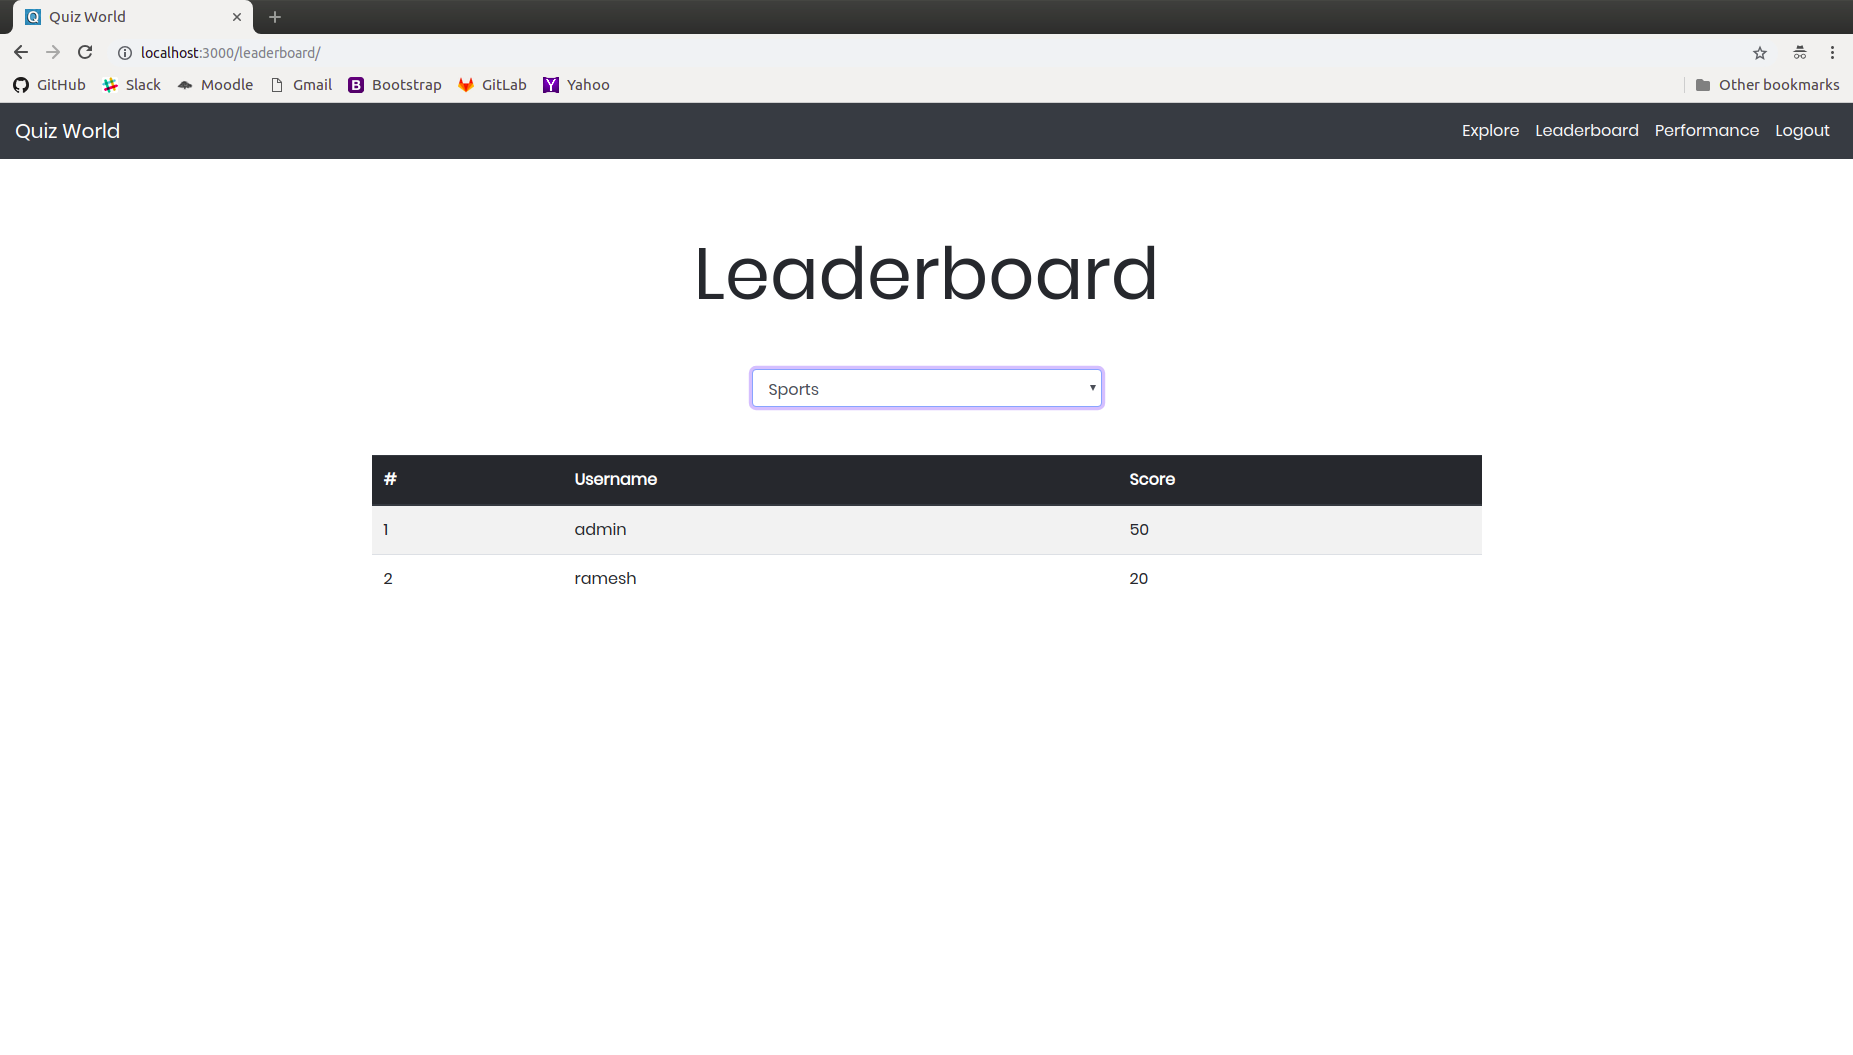 Quiz World
localhost:3000/leaderboard/
GitHub Slack Moodle Gmail Bootstrap GitLab Yahoo Other bookmarks
Quiz World Explore Leaderboard Performance Logout
Leaderboard
Sports
# Username Score
1 admin 50
2 ramesh 20